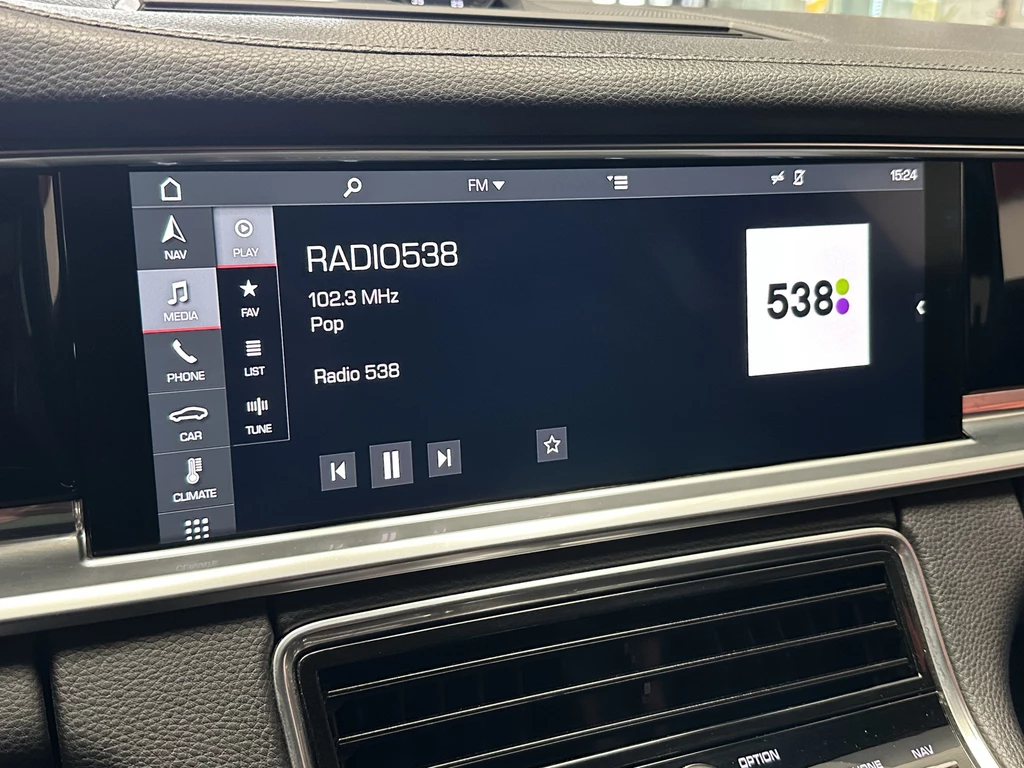 FM
15:24
NAV
PLAY
RADIO538
102.3 MHz
Pop
Radio 538
538
MEDIA
FAV
PHONE
LIST
CAR
TUNE
CLIMATE
OPTION
PHONE
NAV